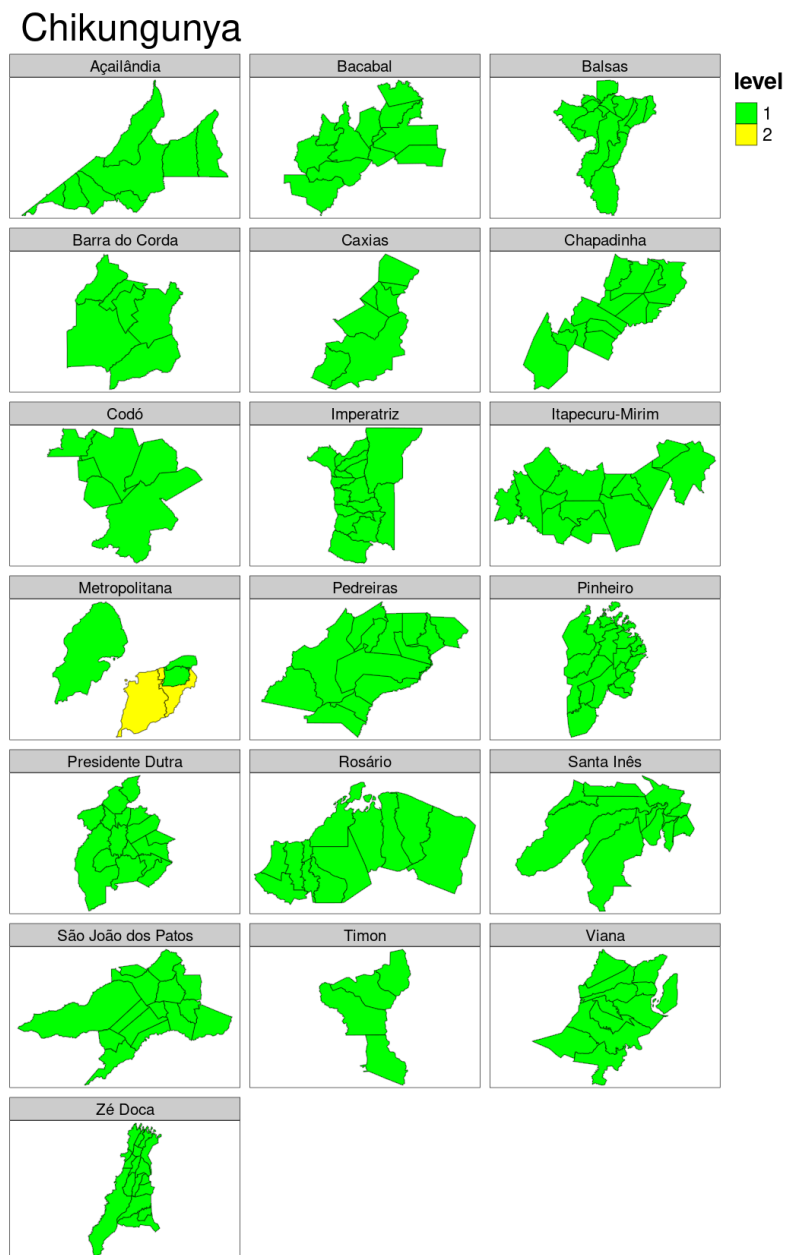 Chikungunya
Açailândia
Bacabal
Balsas
level
1
2
Barra do Corda
Caxias
Chapadinha
Codó
Imperatriz
Itapecuru-Mirim
Metropolitana
Pedreiras
Pinheiro
Presidente Dutra
Rosário
Santa Inês
São João dos Patos
Timon
Viana
Zé Doca